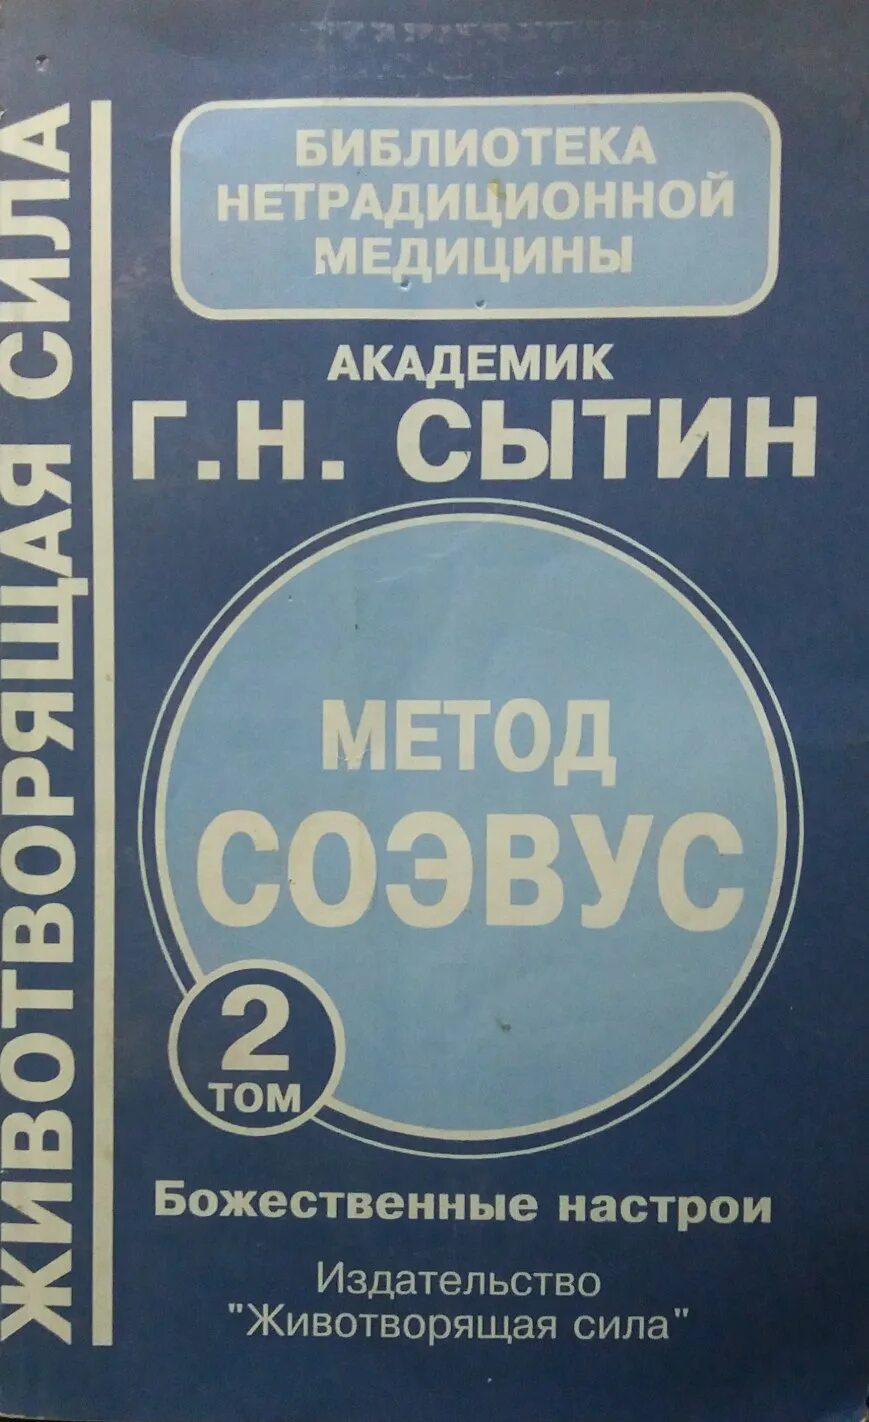 ЖИВОТВОРЯЩАЯ СИЛА
БИБЛИОТЕКА
НЕТРАДИЦИОННОЙ
МЕДИЦИНЫ
АКАДЕМИК
Г.Н. СЫТИН
МЕТОД
СОЭВУС
2
ТОМ
Божественные настрои
Издательство
"Животворящая сила"